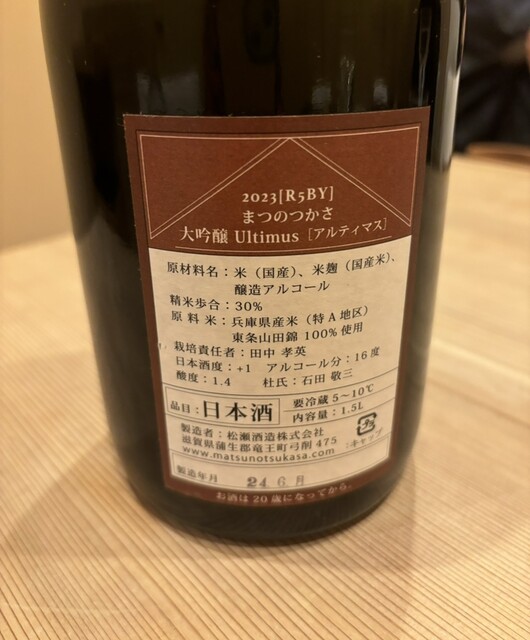 2023[R5BY]
まつのつかさ
大吟醸 Ultimus [アルティマス]
原材料名：米（国産）、米麹（国産米）、
醸造アルコール
精米歩合：30%
原料米：兵庫県産米（特A地区）
東条山田錦 100%使用
栽培責任者：田中 孝英
日本酒度：+1 アルコール分：16度
酸度：1.4 杜氏：石田 敬三
品目：日本酒
要冷蔵5～10℃
内容量：1.5L
製造者：松瀬酒造株式会社
滋賀県蒲生郡竜王町弓削475
www.matsunotsukasa.com
：キャップ
製造年月 24.6.月
お酒は20歳になってから。